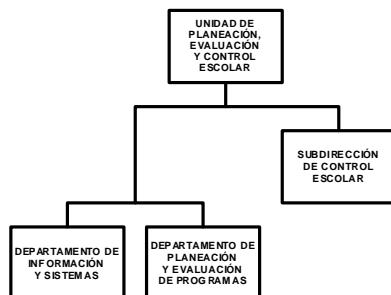 UNIDAD DE
PLANEACIÓN,
EVALUACIÓN
Y CONTROL
ESCOLAR
SUBDIRECCIÓN
DE CONTROL
ESCOLAR
DEPARTAMENTO DE
INFORMACIÓN
Y SISTEMAS
DEPARTAMENTO DE
PLANEACIÓN
Y EVALUACIÓN
DE PROGRAMAS